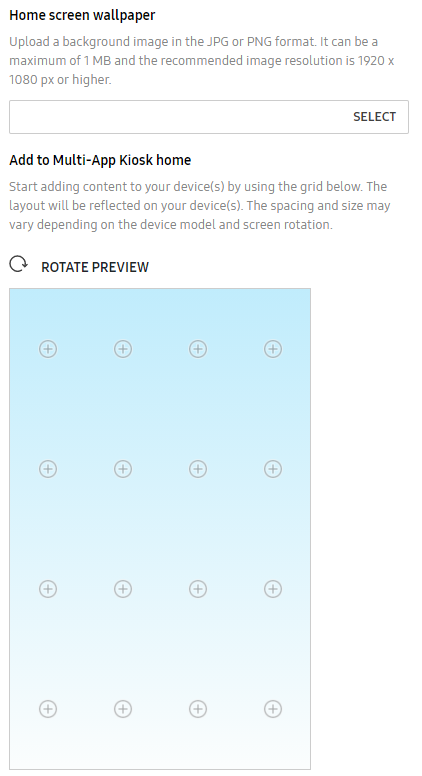 Home screen wallpaper
Upload a background image in the JPG or PNG format. It can be a
maximum of 1 MB and the recommended image resolution is 1920 x
1080 px or higher.
SELECT
Add to Multi-App Kiosk home
Start adding content to your device(s) by using the grid below. The
layout will be reflected on your device(s). The spacing and size may
vary depending on the device model and screen rotation.
ROTATE PREVIEW